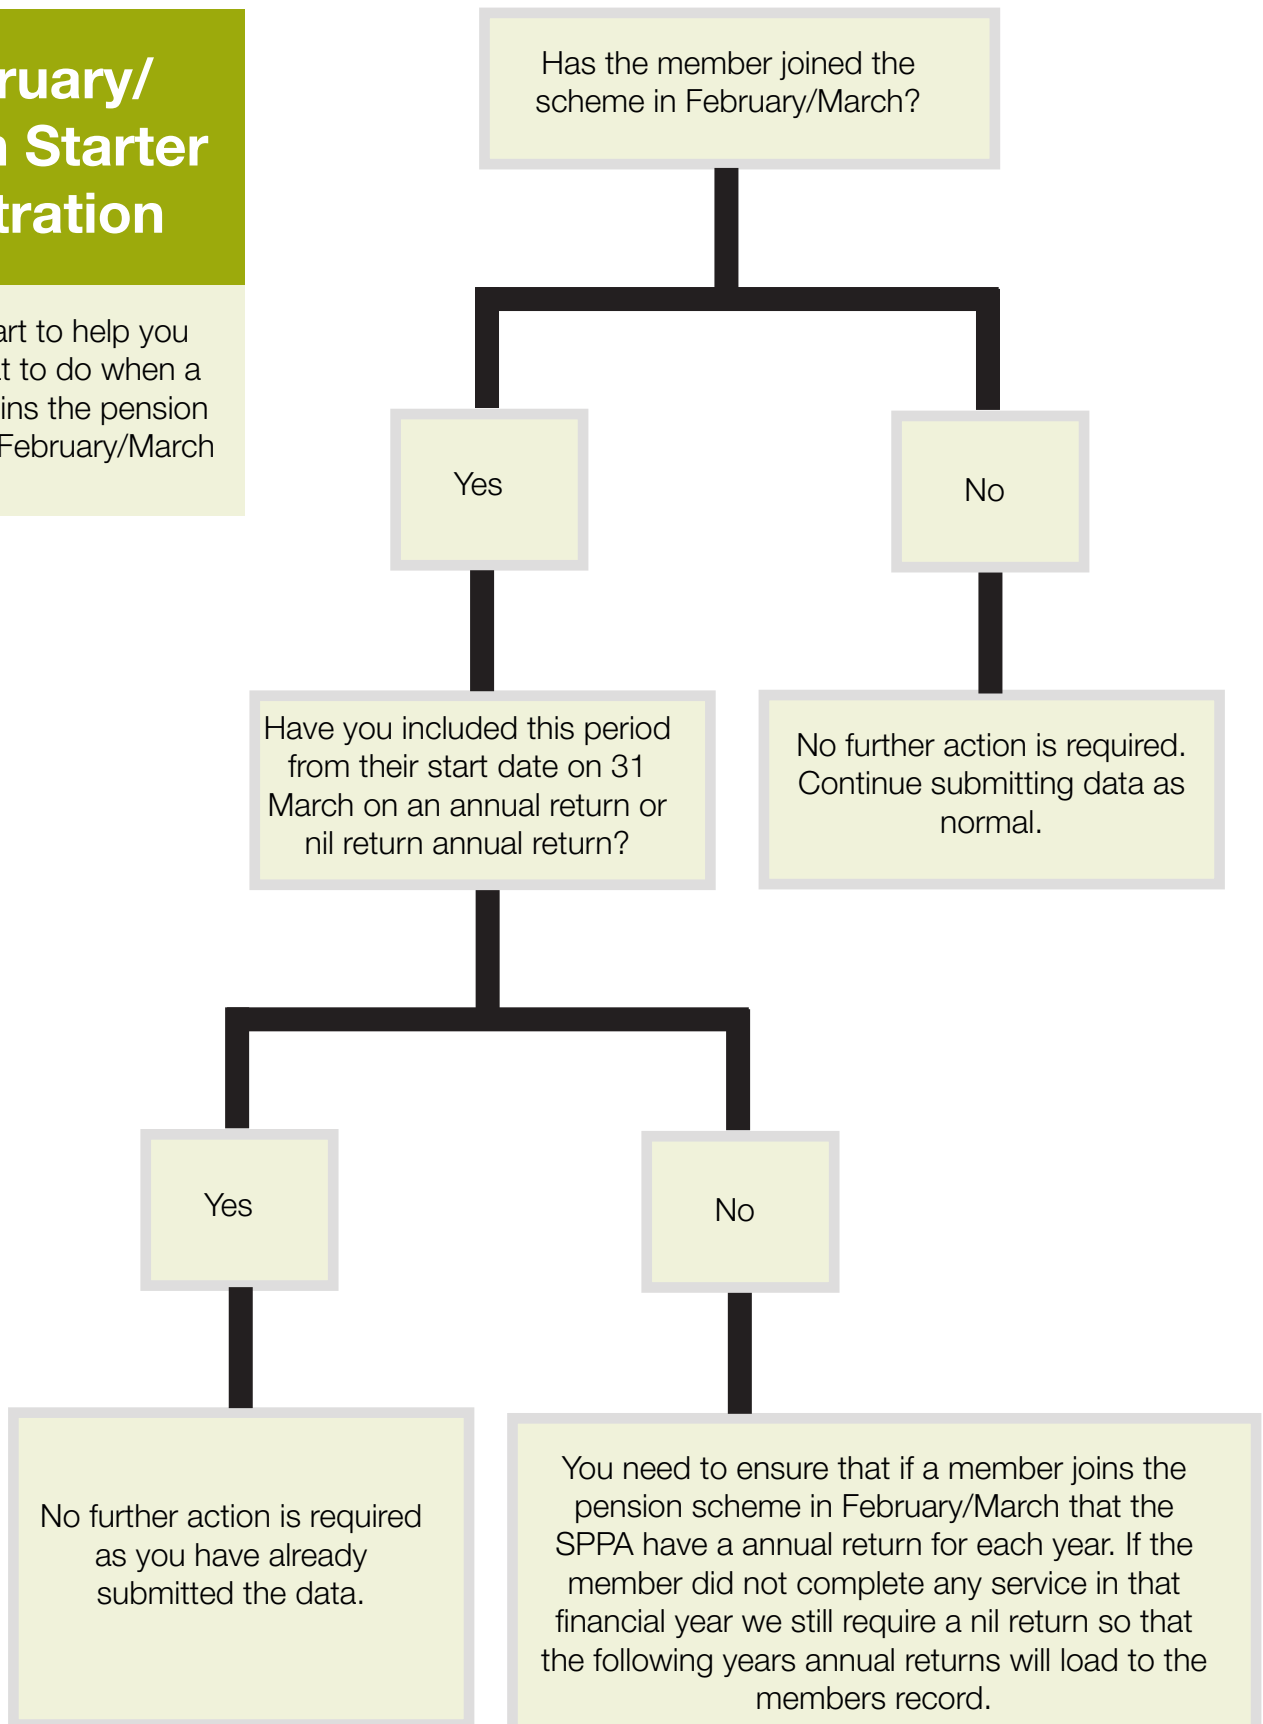 ruary/
Starter
tration
art to help you
t to do when a
ins the pension
February/March
Has the member joined the
scheme in February/March?
Yes
No
Have you included this period
from their start date on 31
March on an annual return or
nil return annual return?
No further action is required.
Continue submitting data as
normal.
Yes
No
No further action is required
as you have already
submitted the data.
You need to ensure that if a member joins the
pension scheme in February/March that the
SPPA have a annual return for each year. If the
member did not complete any service in that
financial year we still require a nil return so that
the following years annual returns will load to the
members record.